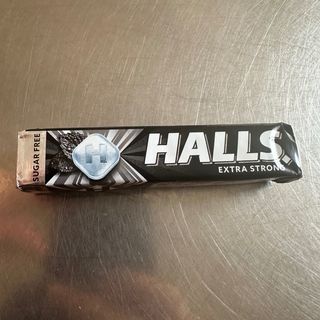 SUGAR FREE
H
HALLS
EXTRA STRONG